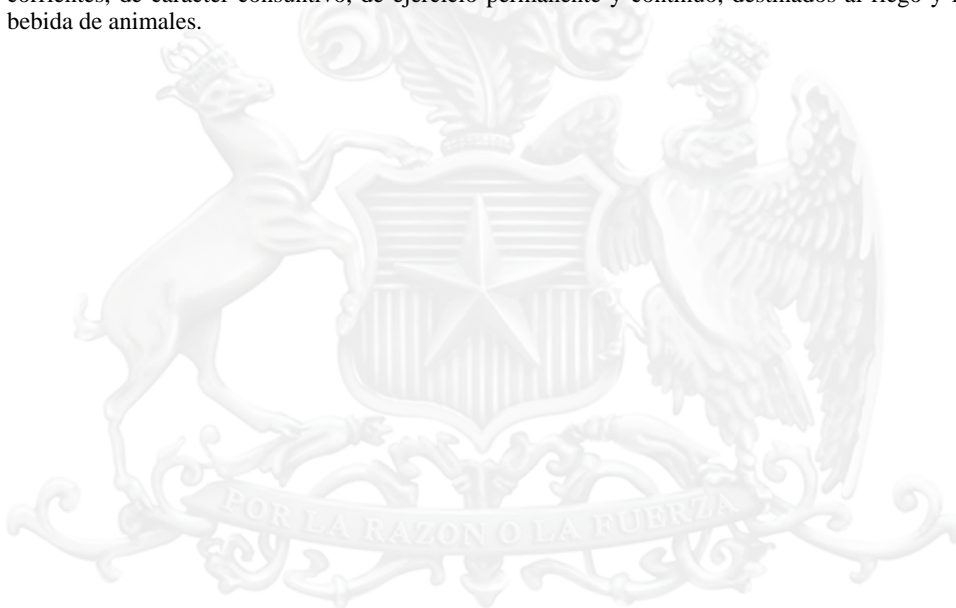 corrientes, de carácter consuntivo, de ejercicio permanente y continuo, destinados al riego y
bebida de animales.
POR LA RAZON O LA FUERZA